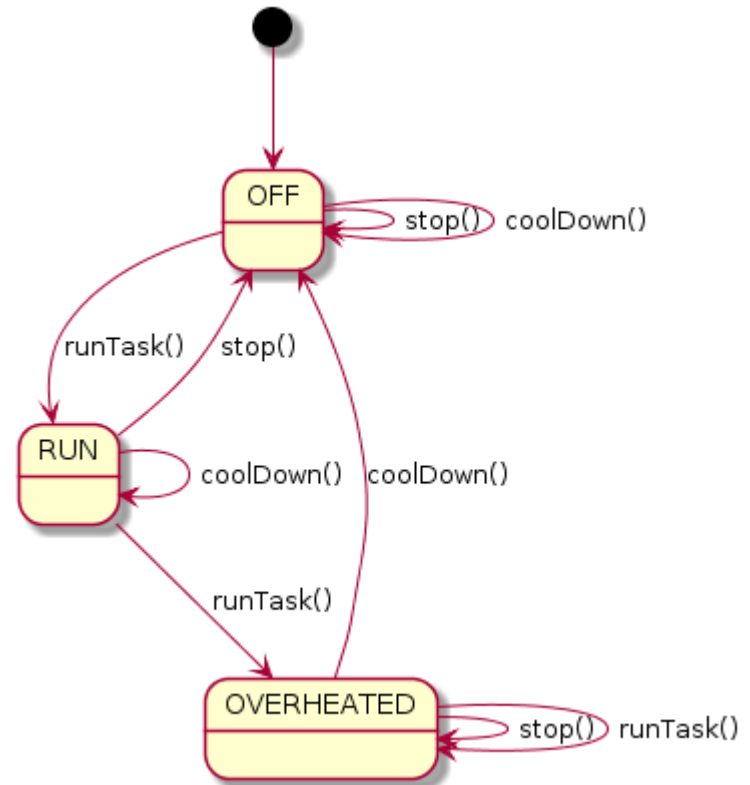 OFF
stop()
coolDown()
runTask()
stop()
RUN
coolDown()
coolDown()
runTask()
OVERHEATED
stop()
runTask()